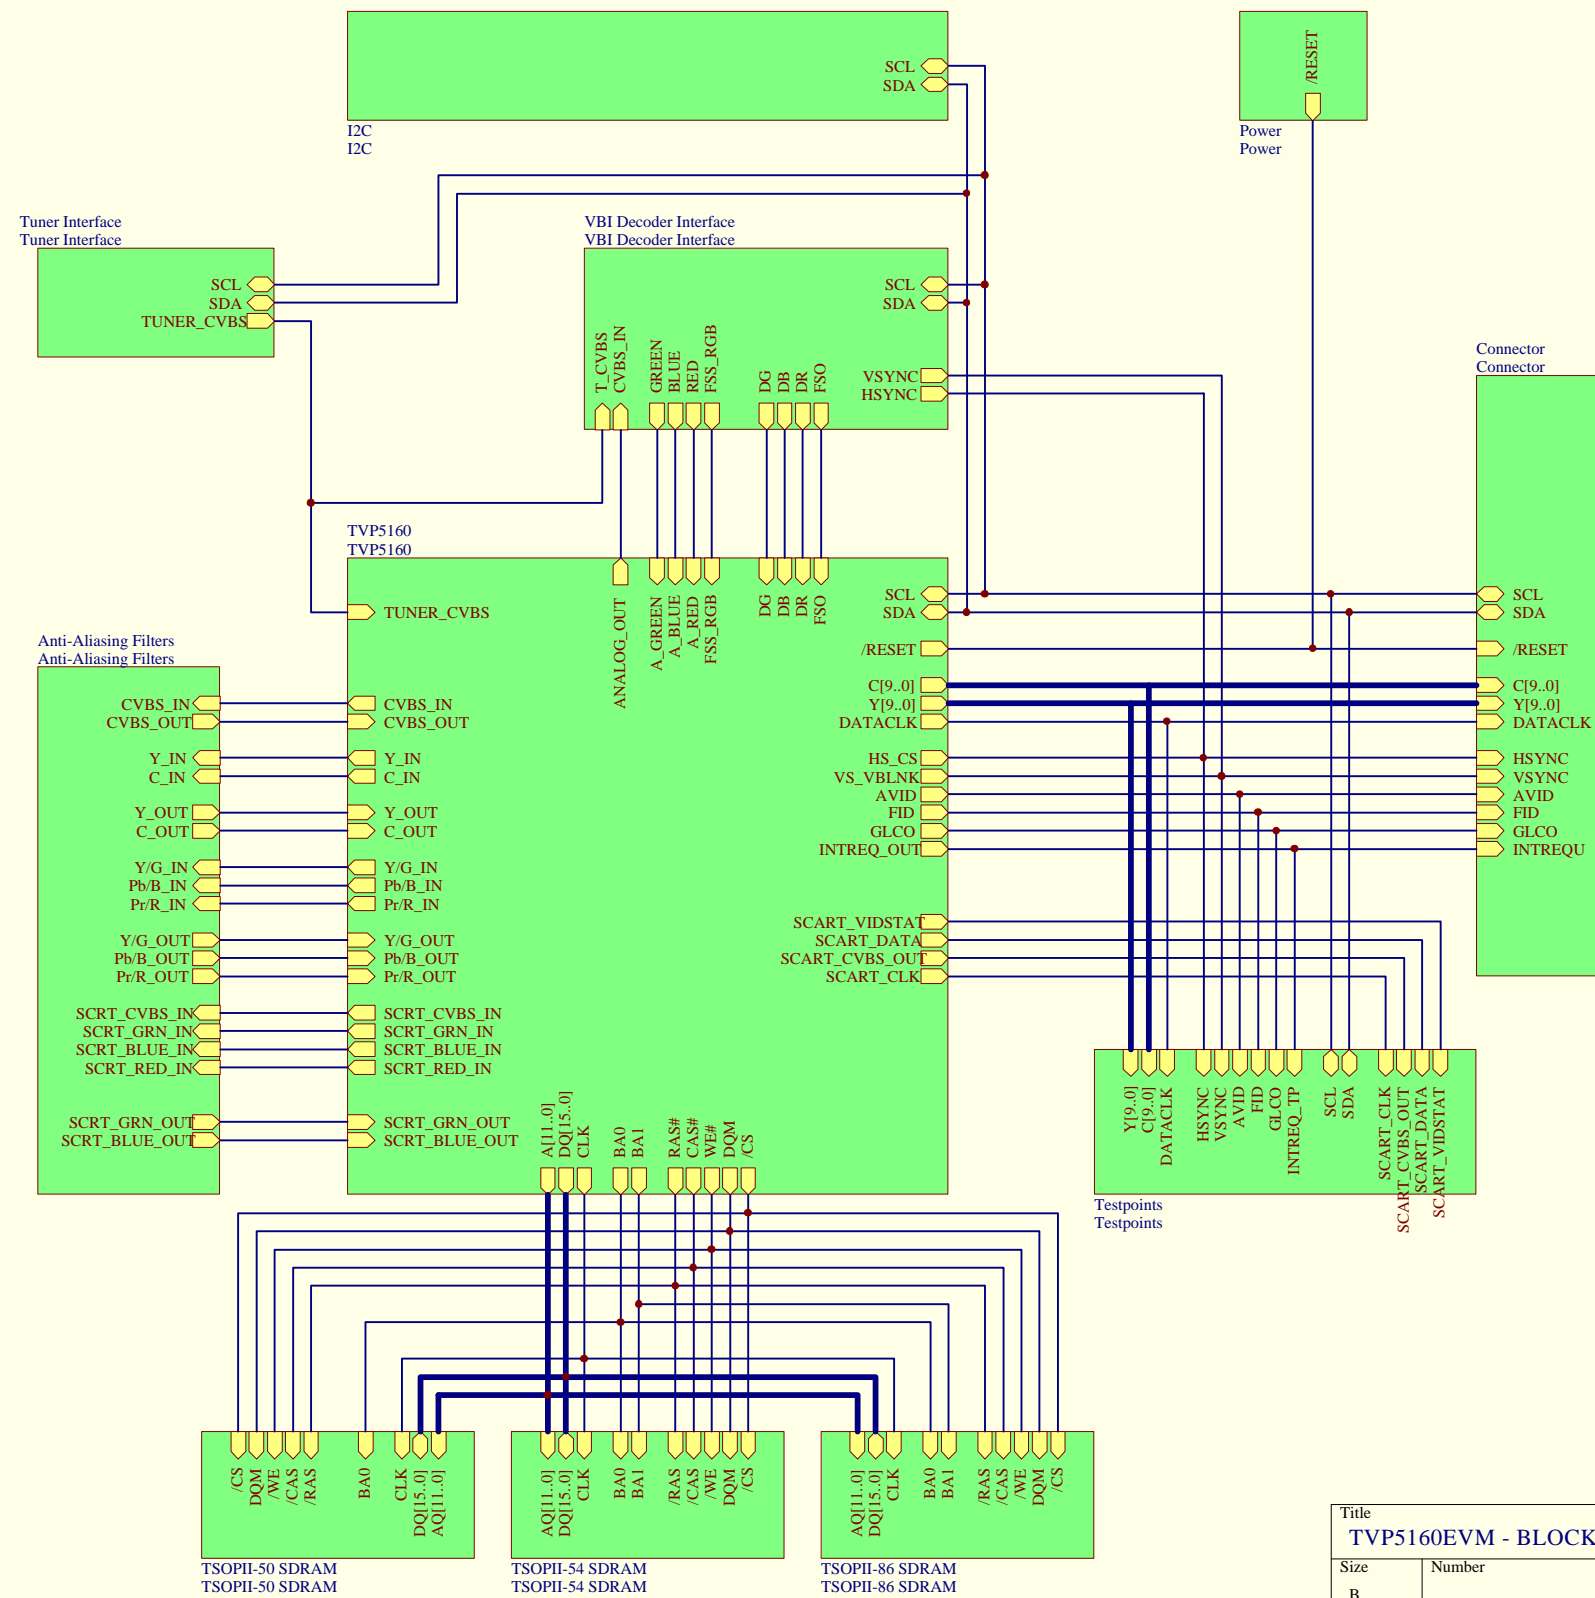 SCL
SDA
I2C
I2C
/RESET
Power
Power
Tuner Interface
Tuner Interface
SCL
SDA
TUNER_CVBS
VBI Decoder Interface
VBI Decoder Interface
SCL
SDA
VSYNC
HSYNC
T_CVBS
CVBS_IN
GREEN
BLUE
RED
FSS_RGB
DG
DB
DR
FSO
Connector
Connector
SCL
SDA
/RESET
C[9..0]
Y[9..0]
DATACLK
HSYNC
VSYNC
AVID
FID
GLCO
INTREQU
TVP5160
TVP5160
TUNER_CVBS
ANALOG_OUT
A_GREEN
A_BLUE
A_RED
FSS_RGB
DG
DB
DR
FSO
SCL
SDA
/RESET
C[9..0]
Y[9..0]
DATACLK
HS_CS
VS_VBLNK
AVID
FID
GLCO
INTREQ_OUT
SCART_VIDSTAT
SCART_DATA
SCART_CVBS_OUT
SCART_CLK
CVBS_IN
CVBS_OUT
Y_IN
C_IN
Y_OUT
C_OUT
Y/G_IN
Pb/B_IN
Pr/R_IN
Y/G_OUT
Pb/B_OUT
Pr/R_OUT
SCRT_CVBS_IN
SCRT_GRN_IN
SCRT_BLUE_IN
SCRT_RED_IN
SCRT_GRN_OUT
SCRT_BLUE_OUT
A[11..0]
DQ[15..0]
CLK
BA0
BA1
RAS#
CAS#
WE#
DQM
/CS
Anti-Aliasing Filters
Anti-Aliasing Filters
CVBS_IN
CVBS_OUT
Y_IN
C_IN
Y_OUT
C_OUT
Y/G_IN
Pb/B_IN
Pr/R_IN
Y/G_OUT
Pb/B_OUT
Pr/R_OUT
SCRT_CVBS_IN
SCRT_GRN_IN
SCRT_BLUE_IN
SCRT_RED_IN
SCRT_GRN_OUT
SCRT_BLUE_OUT
Y[9..0]
C[9..0]
DATACLK
HSYNC
VSYNC
AVID
FID
GLCO
INTREQ_TP
SCL
SDA
SCART_CLK
SCART_CVBS_OUT
SCART_DATA
SCART_VIDSTAT
Testpoints
Testpoints
/CS
DQM
/WE
/CAS
/RAS
BA0
CLK
DQ[15..0]
AQ[11..0]
TSOPII-50 SDRAM
TSOPII-50 SDRAM
AQ[11..0]
DQ[15..0]
CLK
BA0
BA1
/RAS
/CAS
/WE
DQM
/CS
TSOPII-54 SDRAM
TSOPII-54 SDRAM
AQ[11..0]
DQ[15..0]
CLK
BA0
BA1
/RAS
/CAS
/WE
DQM
/CS
TSOPII-86 SDRAM
TSOPII-86 SDRAM
Title
TVP5160EVM - BLOCK
Size
Number
B